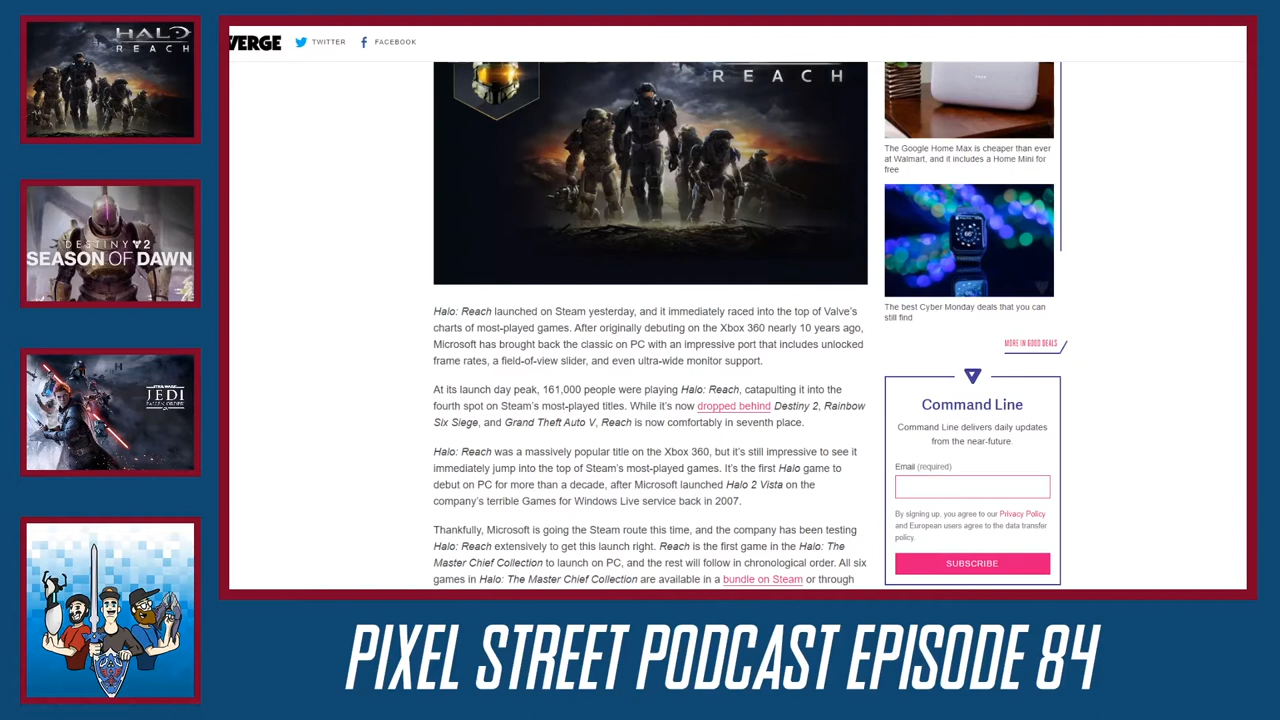 HALO
REACH
DESTINY 2
SEASON OF DAWN
STAR WARS
JEDI
FALLEN ORDER
VERGE
TWITTER
FACEBOOK
REACH
Halo: Reach launched on Steam yesterday, and it immediately raced into the top of Valve's
charts of most-played games. After originally debuting on the Xbox 360 nearly 10 years ago,
Microsoft has brought back the classic on PC with an impressive port that includes unlocked
frame rates, a field-of-view slider, and even ultra-wide monitor support.
At its launch day peak, 161,000 people were playing Halo: Reach, catapulting it into the
fourth spot on Steam's most-played titles. While it's now dropped behind Destiny 2, Rainbow
Six Siege, and Grand Theft Auto V, Reach is now comfortably in seventh place.
Halo: Reach was a massively popular title on the Xbox 360, but it's still impressive to see it
immediately jump into the top of Steam's most-played games. It's the first Halo game to
debut on PC for more than a decade, after Microsoft launched Halo 2 Vista on the
company's terrible Games for Windows Live service back in 2007.
Thankfully, Microsoft is going the Steam route this time, and the company has been testing
Halo: Reach extensively to get this launch right. Reach is the first game in the Halo: The
Master Chief Collection to launch on PC, and the rest will follow in chronological order. All six
games in Halo: The Master Chief Collection are available in a bundle on Steam or through
The Google Home Max is cheaper than ever
at Walmart, and it includes a Home Mini for
free
The best Cyber Monday deals that you can
still find
MORE IN GOOD DEALS
Command Line
Command Line delivers daily updates
from the near-future.
Email (required)
By signing up, you agree to our Privacy Policy
and European users agree to the data transfer
policy.
SUBSCRIBE
PIXEL STREET PODCAST EPISODE 84